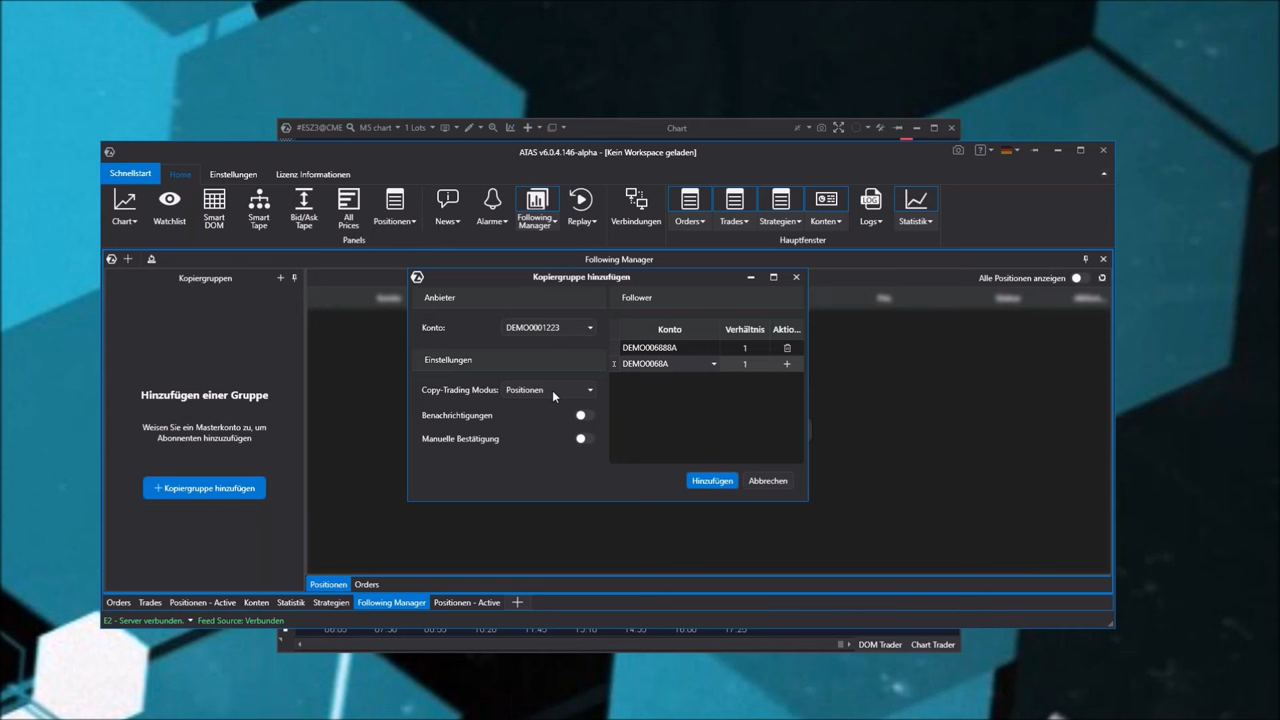 #ESZ3@CME M5 chart 1 Lots Chart
ATAS v6.0.4.146-alpha - [Kein Workspace geladen]
Schnellstart Home Einstellungen Lizenz Informationen
Chart Watchlist Smart DOM Smart Tape Bid/Ask Tape All Prices Positionen News Alarme Following Manager Replay Verbindungen Orders Trades Strategien Konten LOG Logs Statistik
Panels Hauptfenster
Following Manager
Kopiergruppen Kopiergruppe hinzufügen Alle Positionen anzeigen
Anbieter Follower
Konto: DEMO0001223
Konto Verhältnis Aktio...
DEMO006888A 1
Einstellungen
DEMO0068A 1
Copy-Trading Modus: Positionen
Benachrichtigungen
Manuelle Bestätigung
Hinzufügen Abbrechen
Hinzufügen einer Gruppe
Weisen Sie ein Masterkonto zu, um
Abonnenten hinzuzufügen
Kopiergruppe hinzufügen
Positionen Orders
Orders Trades Positionen - Active Konten Statistik Strategien Following Manager Positionen - Active
E2 - Server verbunden. Feed Source: Verbunden
DOM Trader Chart Trader